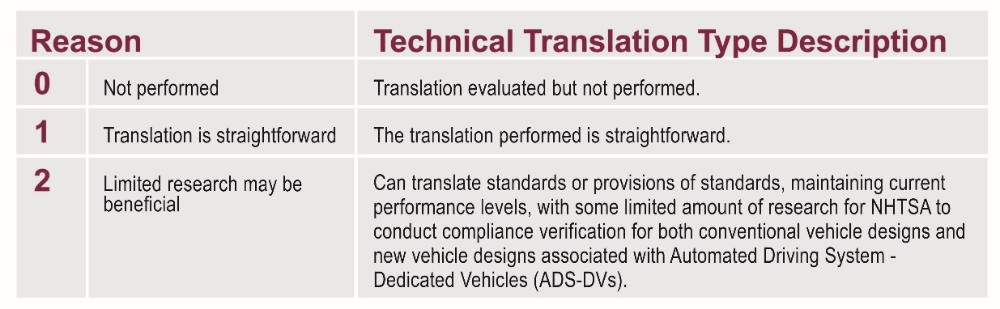 Reason Technical Translation Type Description
0 Not performed Translation evaluated but not performed.
1 Translation is straightforward The translation performed is straightforward.
2 Limited research may be
beneficial
Can translate standards or provisions of standards, maintaining current
performance levels, with some limited amount of research for NHTSA to
conduct compliance verification for both conventional vehicle designs and
new vehicle designs associated with Automated Driving System -
Dedicated Vehicles (ADS-DVs).